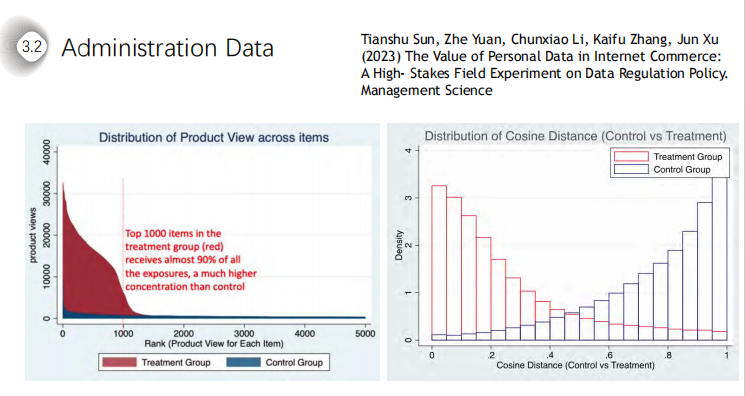 3.2
Administration Data
Tianshu Sun, Zhe Yuan, Chunxiao Li, Kaifu Zhang, Jun Xu
(2023) The Value of Personal Data in Internet Commerce:
A High- Stakes Field Experiment on Data Regulation Policy.
Management Science
Distribution of Product View across items
product views
40000
30000
20000
10000
0
Top 1000 items in the
treatment group (red)
receives almost 90% of all
the exposures, a much higher
concentration than control
0 1000 2000 3000 4000 5000
Rank (Product View for Each Item)
Treatment Group Control Group
Distribution of Cosine Distance (Control vs Treatment)
Treatment Group
Control Group
Density
4
3
2
1
0
0 .2 .4 .6 .8 1
Cosine Distance (Control vs Treatment)